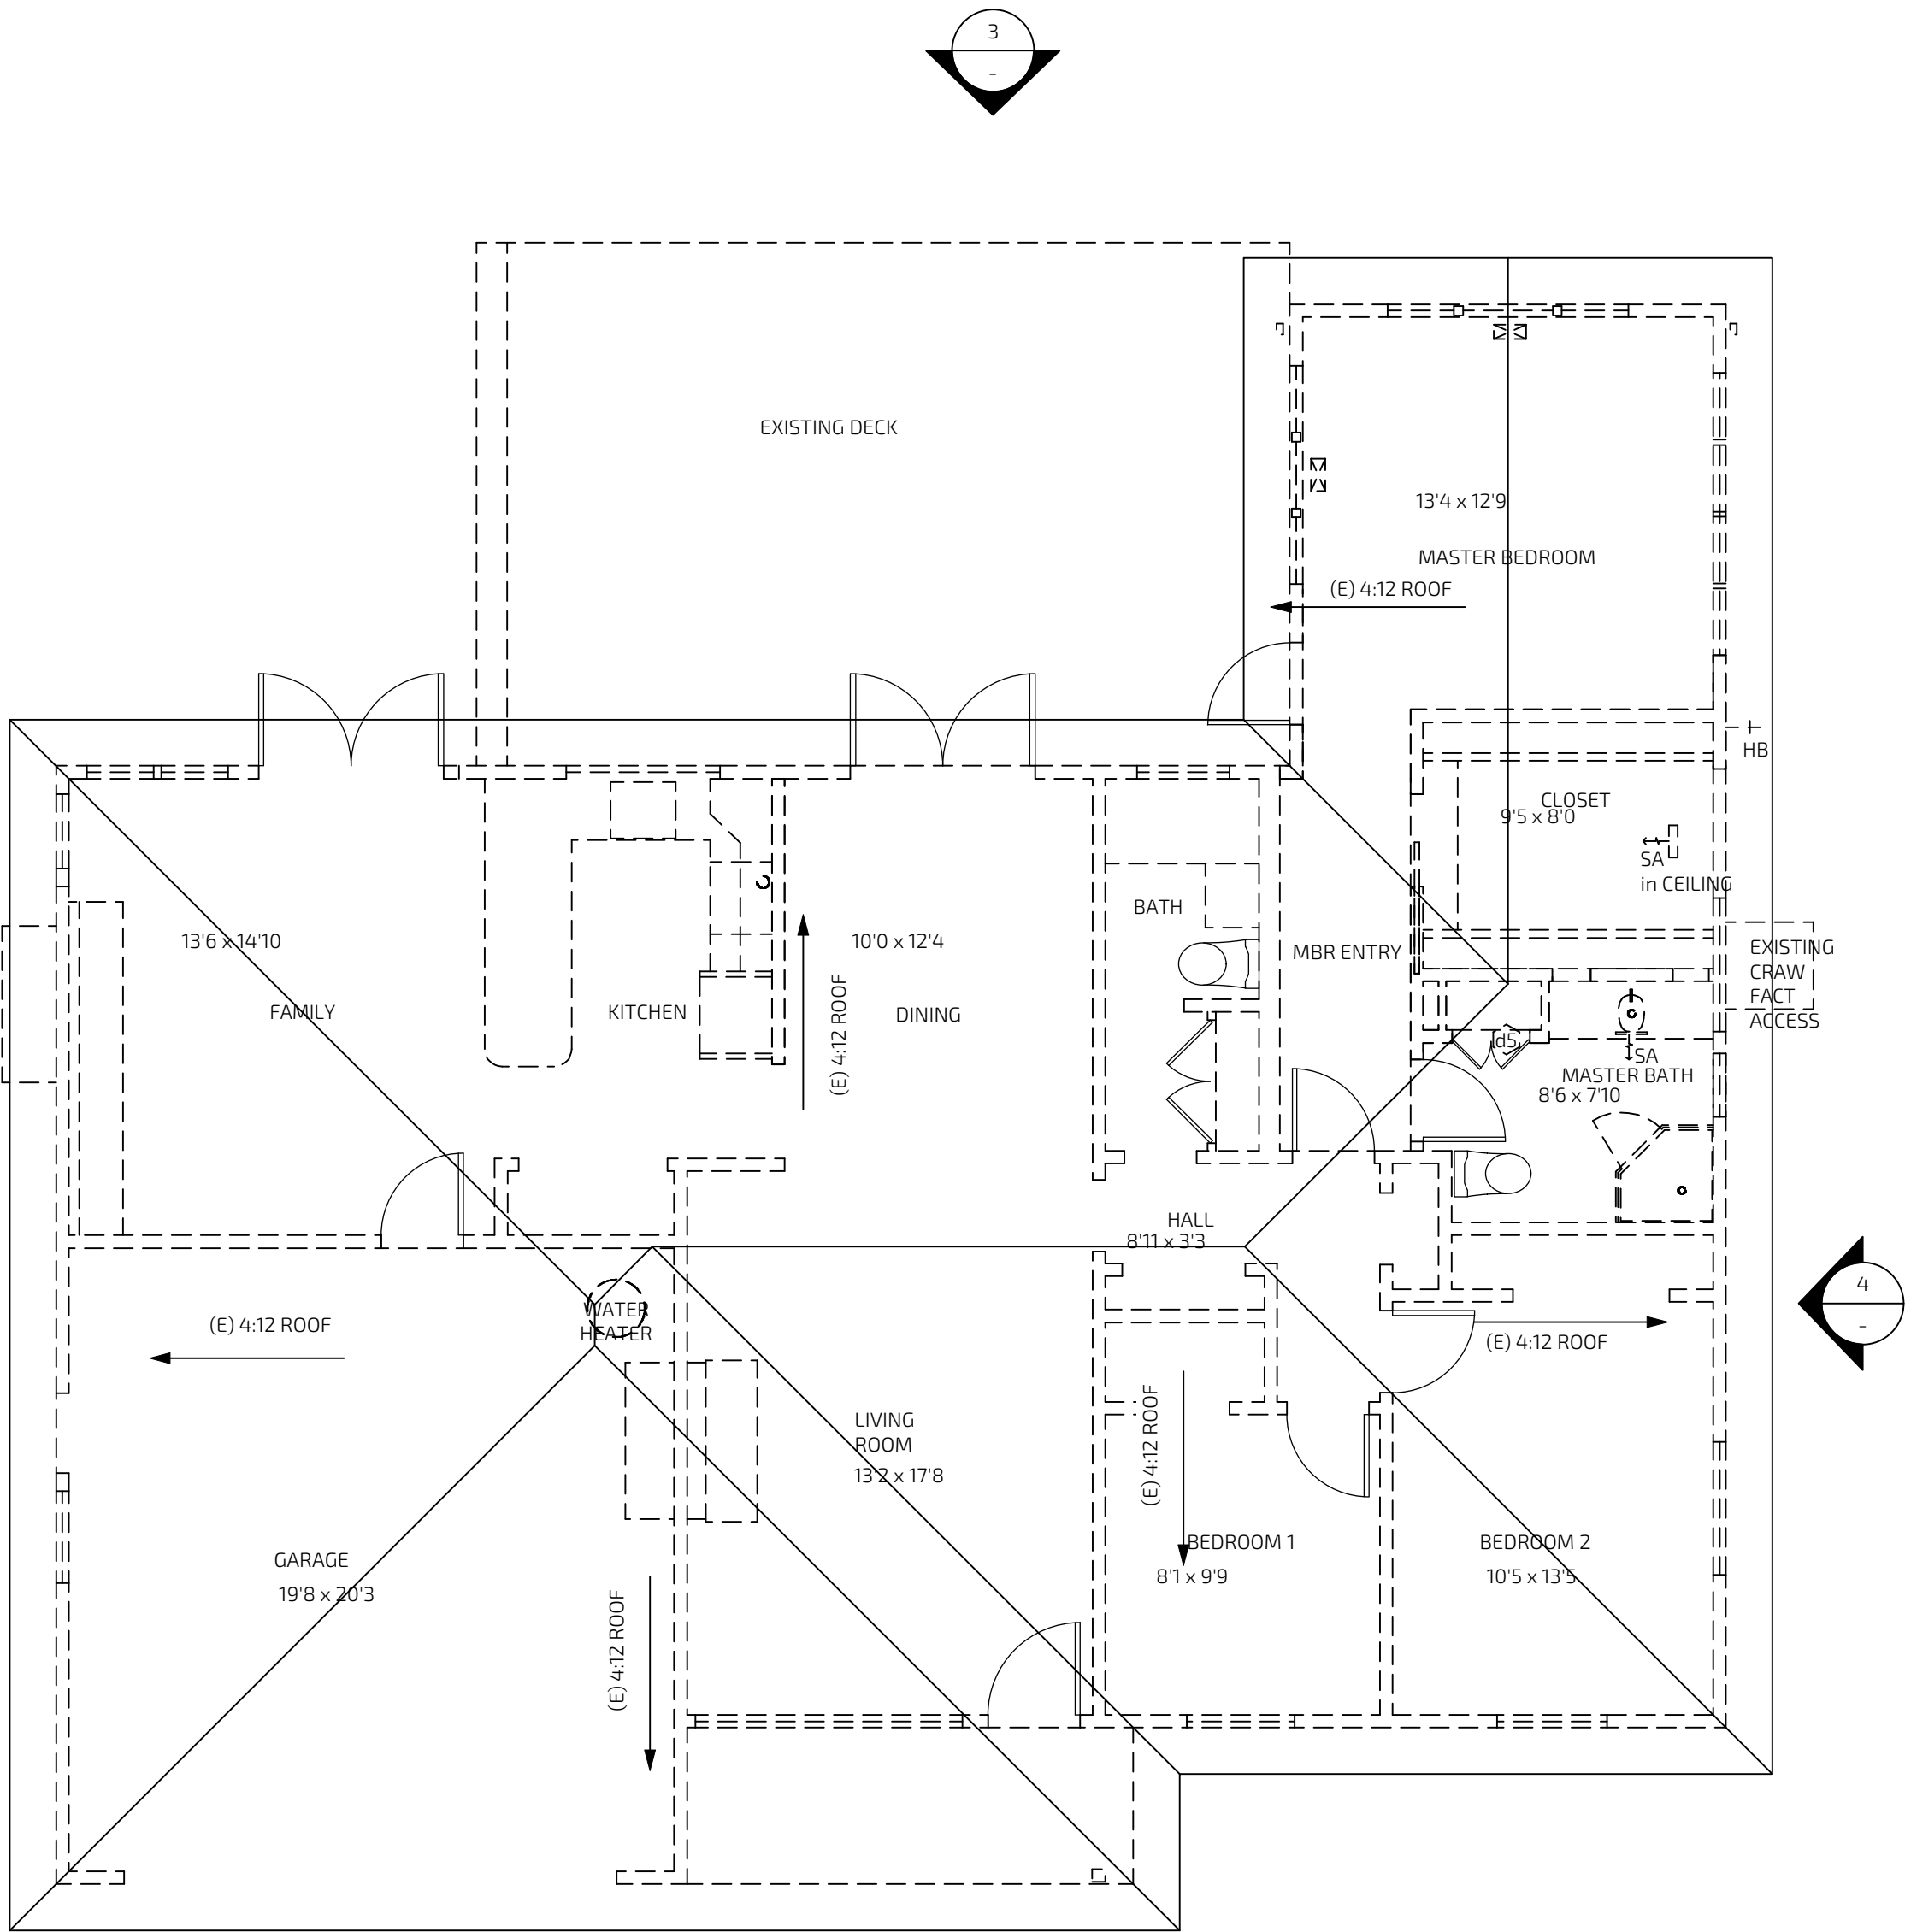 3
-
EXISTING DECK
13'4 x 12'9
MASTER BEDROOM
(E) 4:12 ROOF
HB
CLOSET
9'5 x 8'0
SA
in CEILING
BATH
13'6 x 14'10
10'0 x 12'4
MBR ENTRY
EXISTING
CRAW
FACT
ACCESS
FAMILY
KITCHEN
(E) 4:12 ROOF
DINING
d5
SA
MASTER BATH
8'6 x 7'10
HALL
8'11 x 3'3
4
-
WATER
HEATER
(E) 4:12 ROOF
(E) 4:12 ROOF
LIVING
ROOM
13'2 x 17'8
(E) 4:12 ROOF
BEDROOM 1
8'1 x 9'9
BEDROOM 2
10'5 x 13'5
GARAGE
19'8 x 20'3
(E) 4:12 ROOF